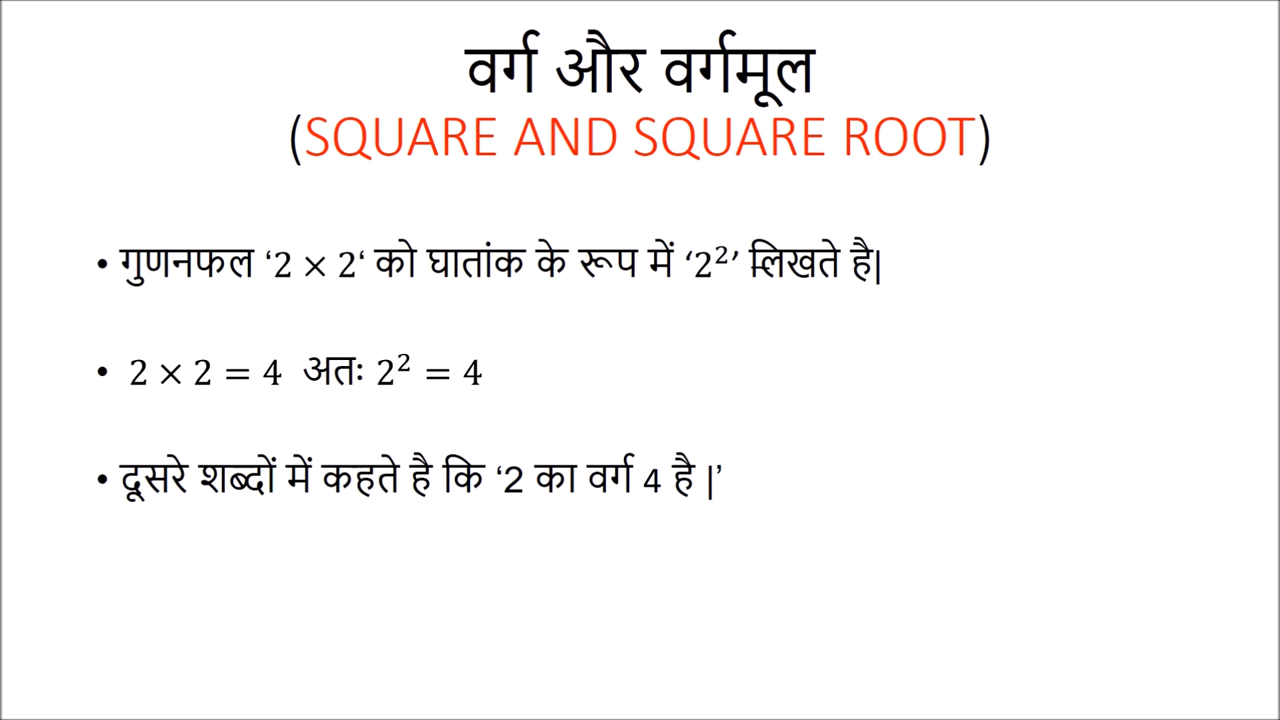 वर्ग और वर्गमूल
(SQUARE AND SQUARE ROOT)
• गुणनफल ‘2 × 2‘ को घातांक के रूप में ‘2²’ लिखते है|
• 2 × 2 = 4 अतः 2² = 4
• दूसरे शब्दों में कहते है कि ‘2 का वर्ग 4 है |’